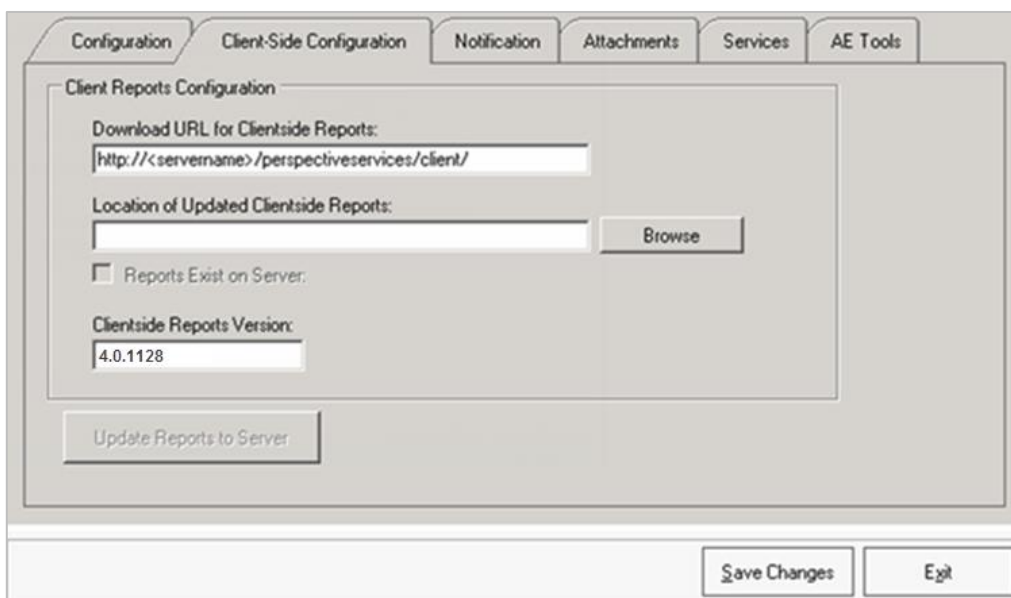 Configuration Client-Side Configuration Notification Attachments Services AE Tools
Client Reports Configuration
Download URL for Clientside Reports:
http://<servername>/perspectiveservices/client/
Location of Updated Clientside Reports:
Browse
Reports Exist on Server:
Clientside Reports Version:
4.0.1128
Update Reports to Server
Save Changes Exit